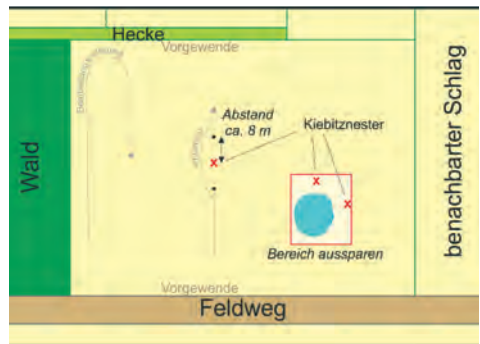 Hecke
Vorgewende
Abstand
ca. 8 m
Kiebitznester
x
x
x
Wald
benachbarter Schlag
Bereich aussparen
Vorgewende
Feldweg